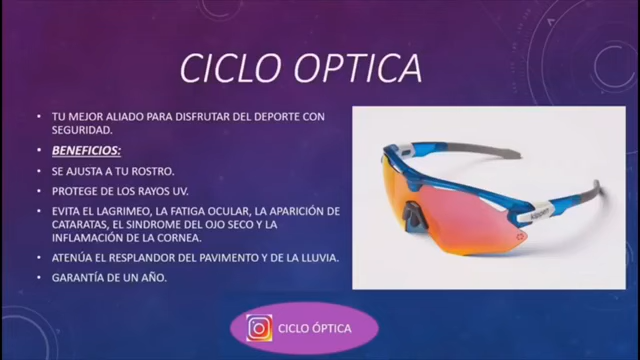 CICLO OPTICA
• TU MEJOR ALIADO PARA DISFRUTAR DEL DEPORTE CON
SEGURIDAD.
• BENEFICIOS:
• SE AJUSTA A TU ROSTRO.
• PROTEGE DE LOS RAYOS UV.
• EVITA EL LAGRIMEO, LA FATIGA OCULAR, LA APARICIÓN DE
CATARATAS, EL SINDROME DEL OJO SECO Y LA
INFLAMACIÓN DE LA CORNEA.
• ATENÚA EL RESPLANDOR DEL PAVIMENTO Y DE LA LLUVIA.
• GARANTÍA DE UN AÑO.
CICLO ÓPTICA